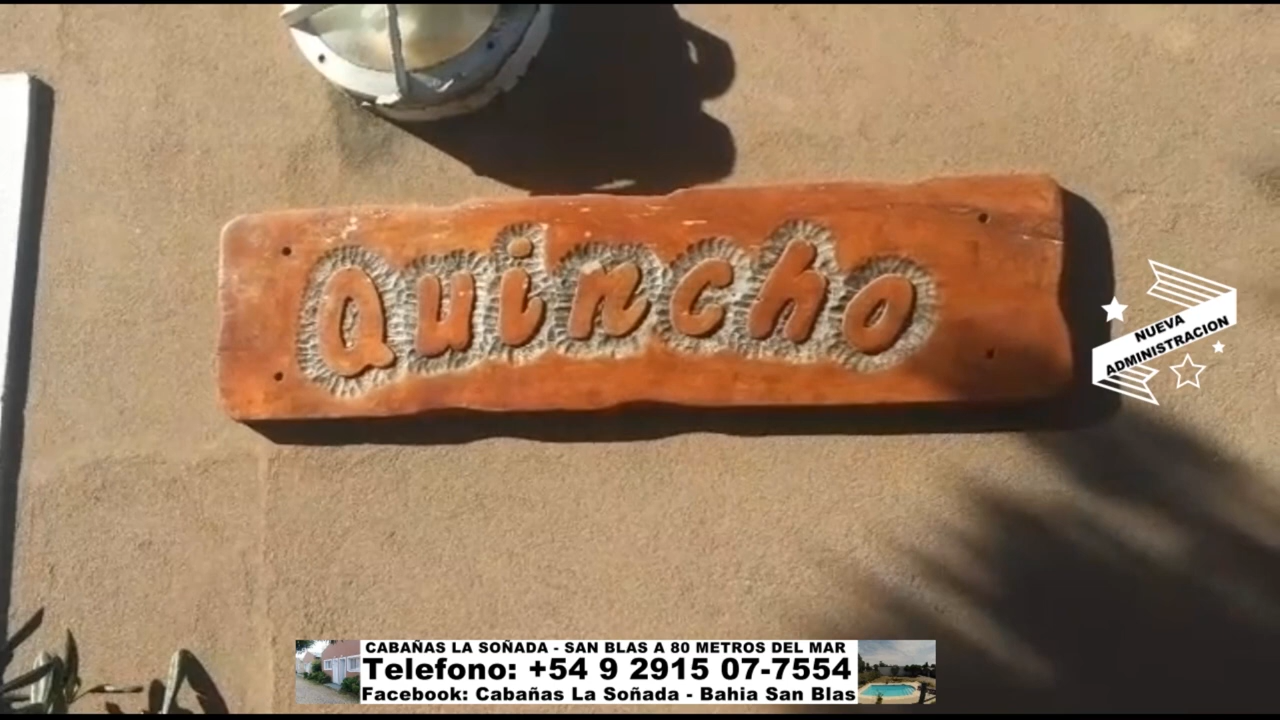 Quincho
NUEVA
ADMINISTRACION
CABAÑAS LA SOÑADA - SAN BLAS A 80 METROS DEL MAR
Telefono: +54 9 2915 07-7554
Facebook: Cabañas La Soñada - Bahia San Blas